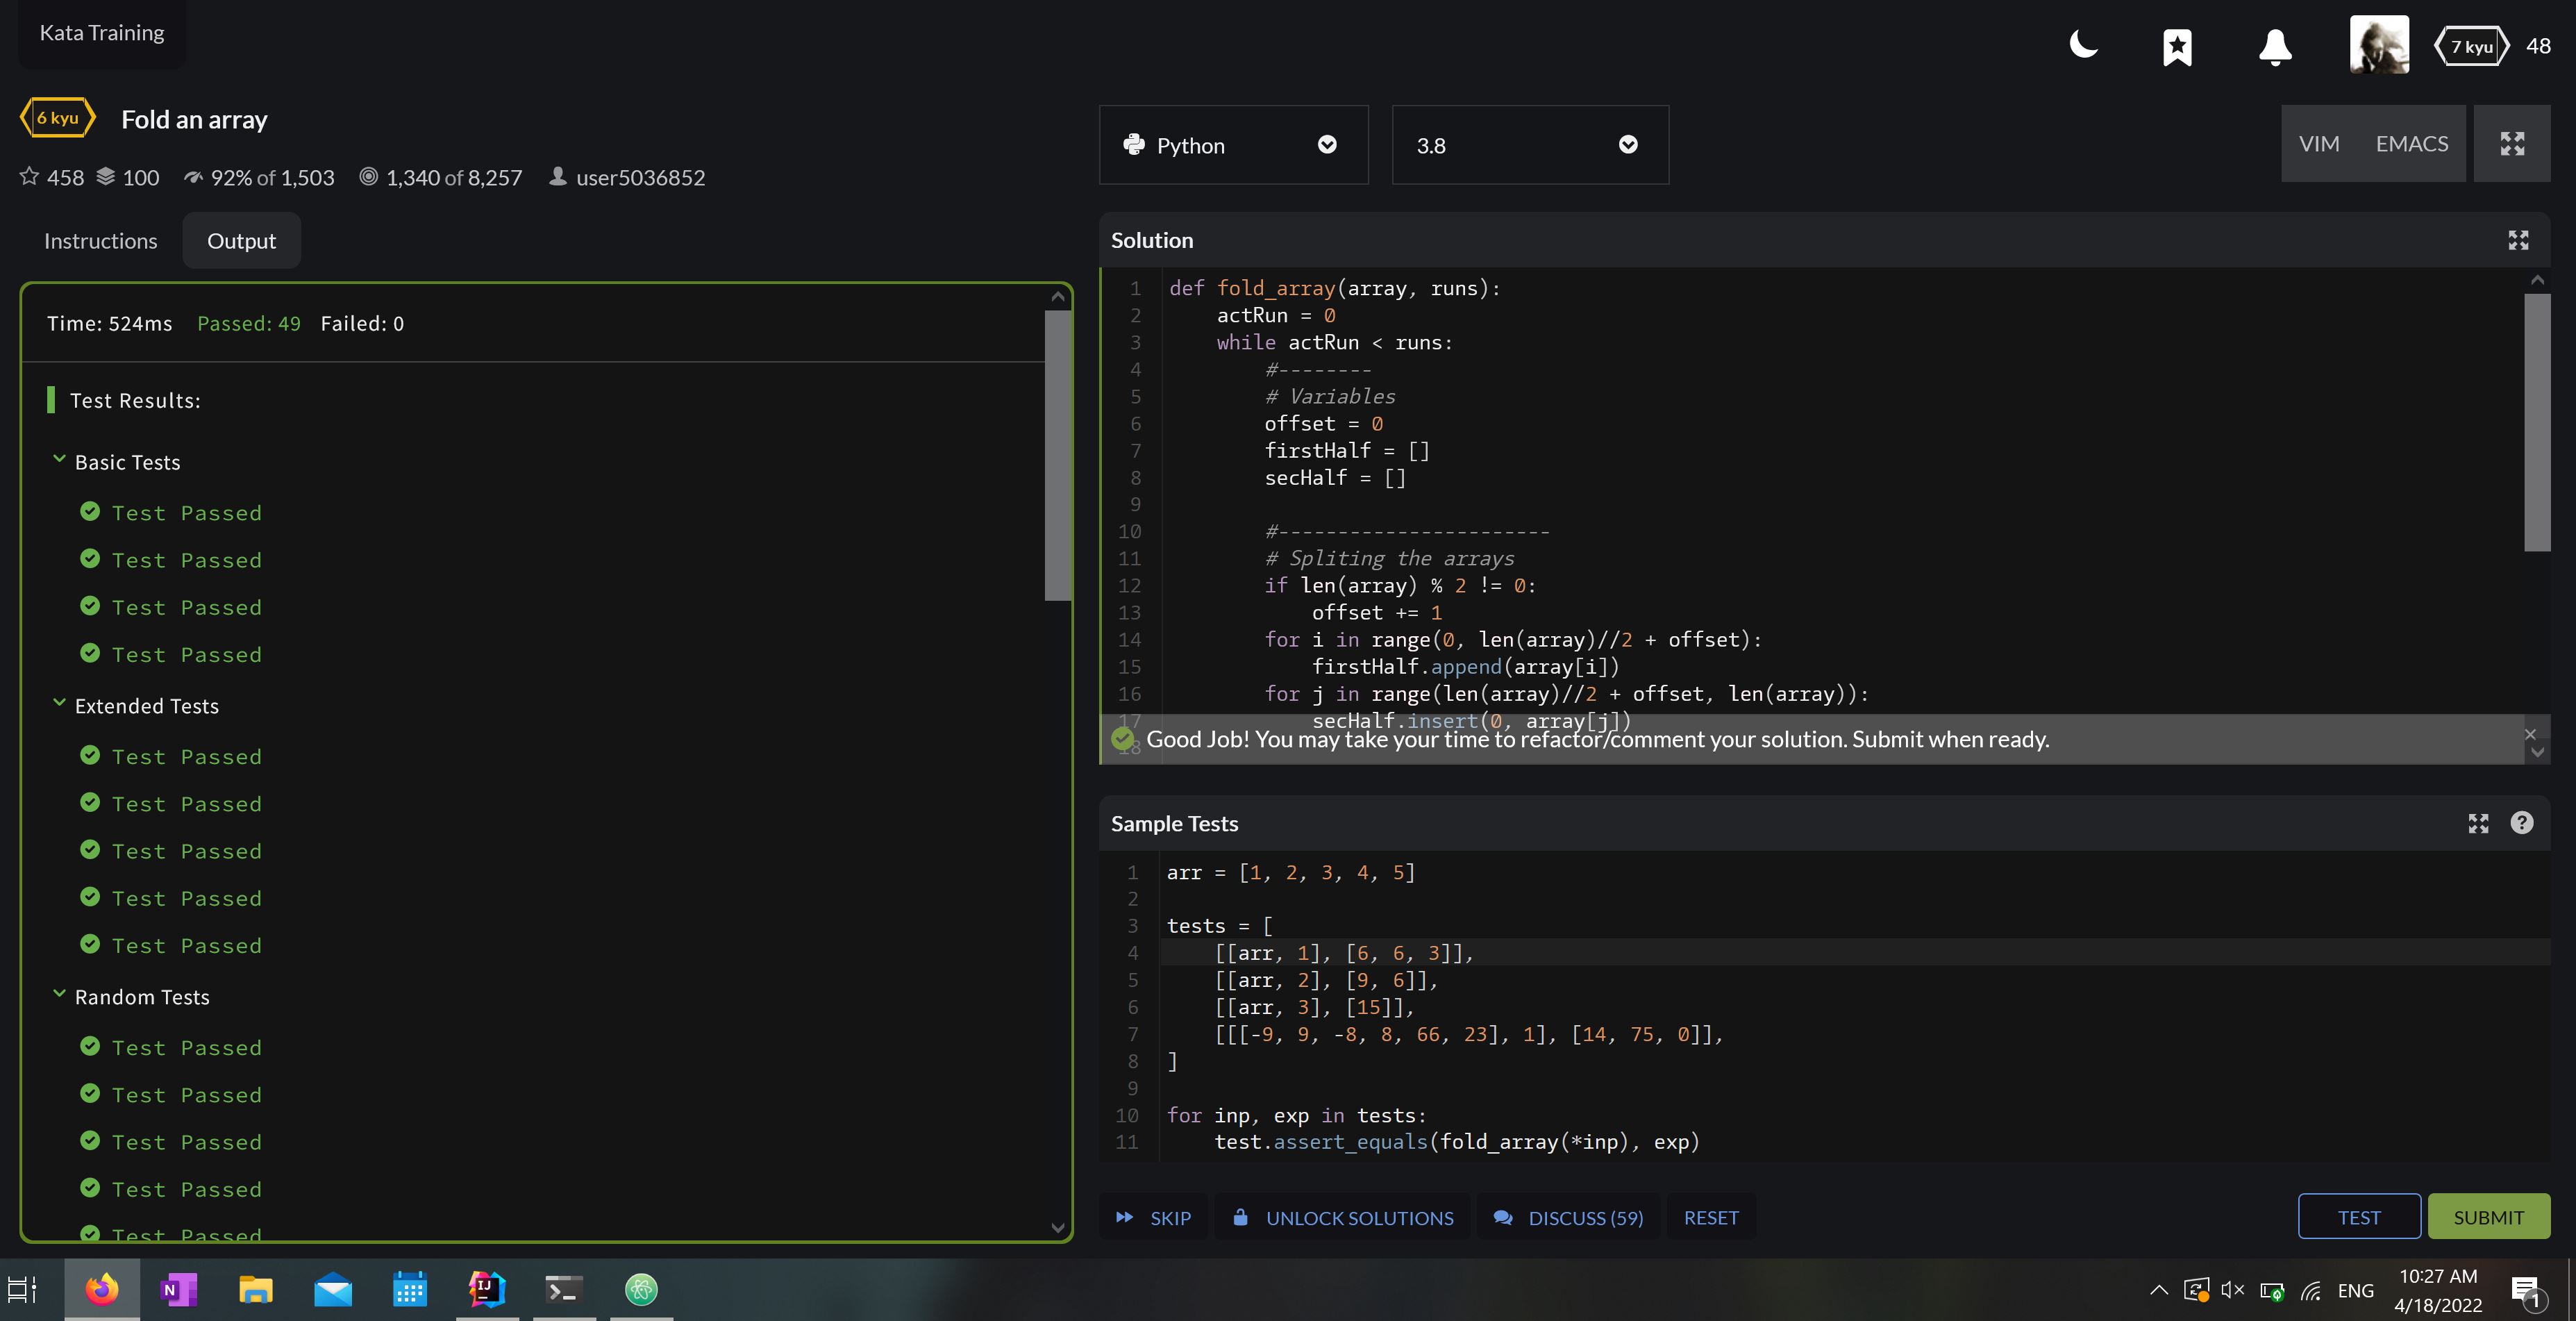 Kata Training
7 kyu 48
6 kyu Fold an array
458 100 92% of 1,503 1,340 of 8,257 user5036852
Instructions Output
Time: 524ms Passed: 49 Failed: 0
Test Results:
Basic Tests
Test Passed
Test Passed
Test Passed
Test Passed
Extended Tests
Test Passed
Test Passed
Test Passed
Test Passed
Test Passed
Random Tests
Test Passed
Test Passed
Test Passed
Test Passed
Test Passed
Python 3.8 VIM EMACS
Solution
1 def fold_array(array, runs):
2 actRun = 0
3 while actRun < runs:
4 #--------
5 # Variables
6 offset = 0
7 firstHalf = []
8 secHalf = []
9
10 #-----------------------
11 # Spliting the arrays
12 if len(array) % 2 != 0:
13 offset += 1
14 for i in range(0, len(array)//2 + offset):
15 firstHalf.append(array[i])
16 for j in range(len(array)//2 + offset, len(array)):
17 secHalf.insert(0, array[j])
18
Good Job! You may take your time to refactor/comment your solution. Submit when ready.
Sample Tests
1 arr = [1, 2, 3, 4, 5]
2
3 tests = [
4 [[arr, 1], [6, 6, 3]],
5 [[arr, 2], [9, 6]],
6 [[arr, 3], [15]],
7 [[[-9, 9, -8, 8, 66, 23], 1], [14, 75, 0]],
8 ]
9
10 for inp, exp in tests:
11 test.assert_equals(fold_array(*inp), exp)
SKIP UNLOCK SOLUTIONS DISCUSS (59) RESET TEST SUBMIT
N IJ ENG 10:27 AM
4/18/2022 1